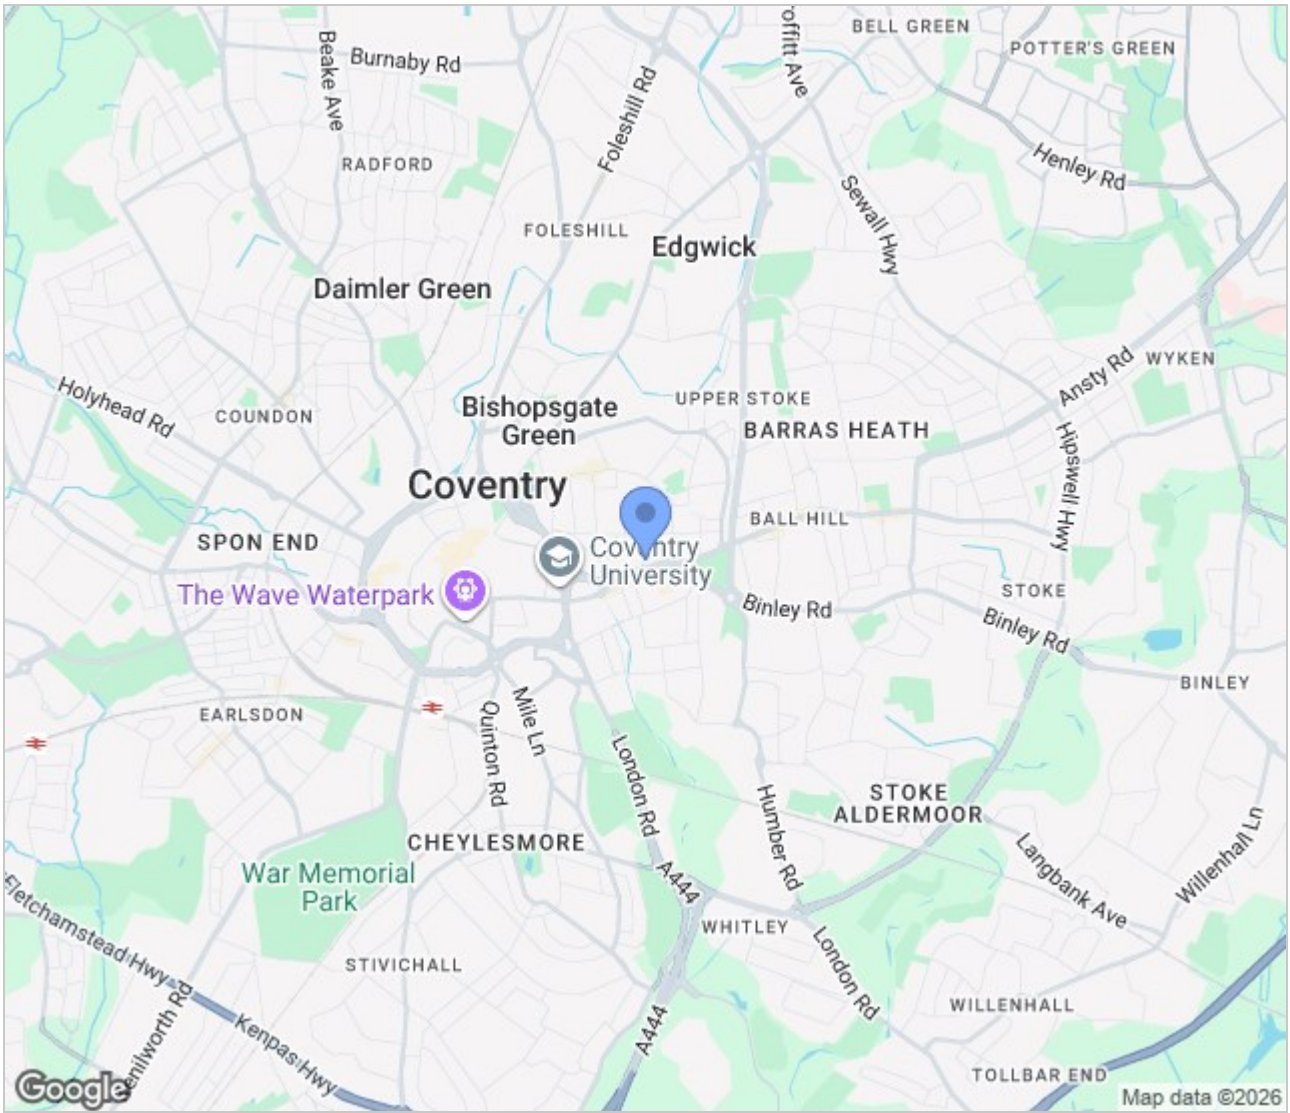 BELL GREEN
POTTER'S GREEN
Burnaby Rd
Beake Ave
Foleshill Rd
offitt Ave
RADFORD
Henley Rd
Sewall Hwy
FOLESHILL
Edgwick
Daimler Green
WYKEN
Ansty Rd
Holyhead Rd
COUNDON
Bishopsgate
Green
UPPER STOKE
BARRAS HEATH
Hipswell Hwy
Coventry
BALL HILL
SPON END
Coventry
University
The Wave Waterpark
STOKE
Binley Rd
Binley Rd
BINLEY
EARLSDON
Quinton Rd
Mile Ln
London Rd
Humber Rd
STOKE
ALDERMOOR
CHEYLESMORE
Langbank Ave
Willenhall Ln
War Memorial
Park
A444
Fletchamstead Hwy
WHITLEY
STIVICHALL
London Rd
WILLENHALL
Kenpas Hwy
A444
enilworth Rd
TOLLBAR END
Google
Map data ©2026